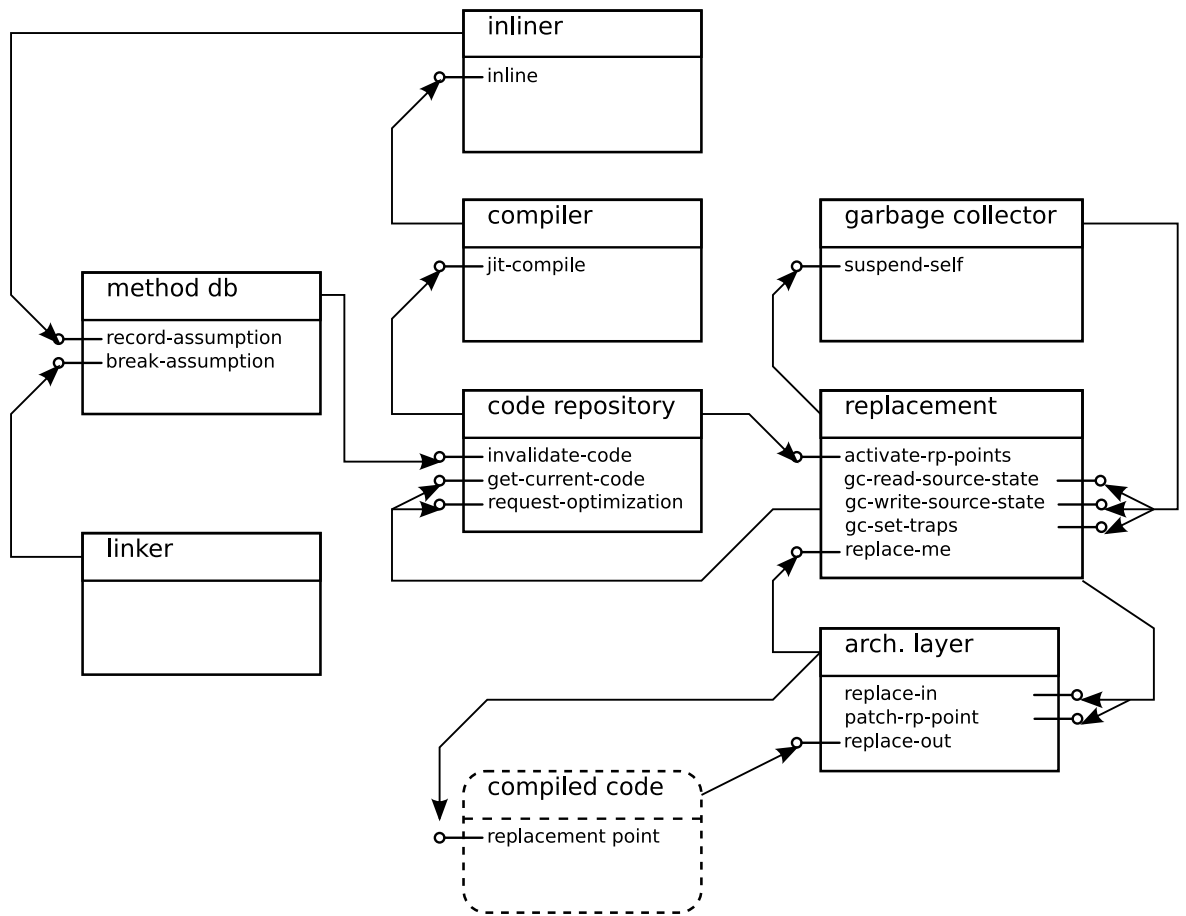 inliner
inline
compiler
jit-compile
garbage collector
suspend-self
method db
record-assumption
break-assumption
code repository
invalidate-code
get-current-code
request-optimization
replacement
activate-rp-points
gc-read-source-state
gc-write-source-state
gc-set-traps
replace-me
linker
arch. layer
replace-in
patch-rp-point
replace-out
compiled code
replacement point